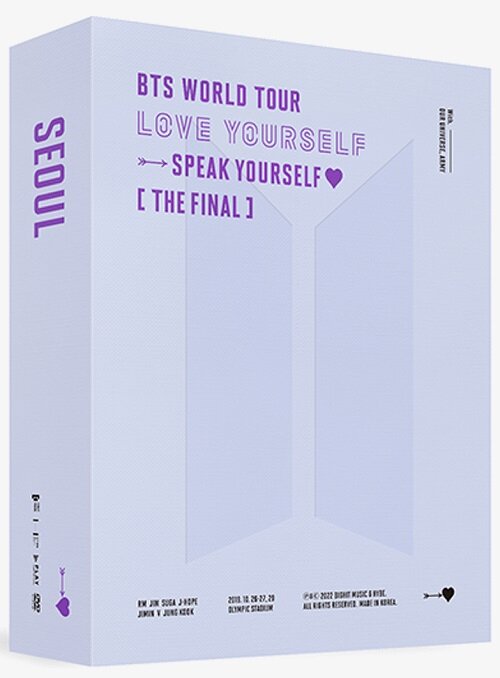 BTS WORLD TOUR
LOVE YOURSELF
SPEAK YOURSELF
[ THE FINAL ]
With,
OUR UNIVERSE, ARMY
SEOUL
RM JIN SUGA J-HOPE
JIMIN V JUNG KOOK
2019. 10. 26-27, 29
OLYMPIC STADIUM
Ⓟ&© 2022 BIGHIT MUSIC & HYBE.
ALL RIGHTS RESERVED. MADE IN KOREA.
DVD